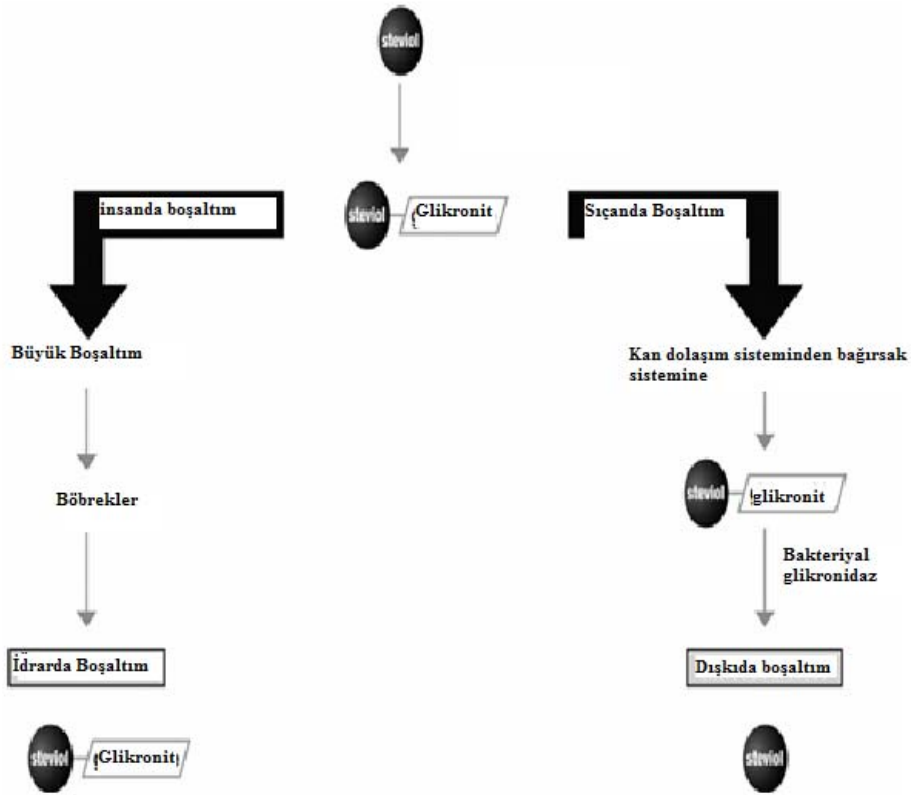 steviol
insanda boşaltım
steviol
Glikronit
Sıçanda Boşaltım
Büyük Boşaltım
Kan dolaşım sisteminden bağırsak
sistemine
Böbrekler
steviol
glikronit
Bakteriyal
glikronidaz
İdrarda Boşaltım
Dışkıda boşaltım
steviol
Glikronit
steviol